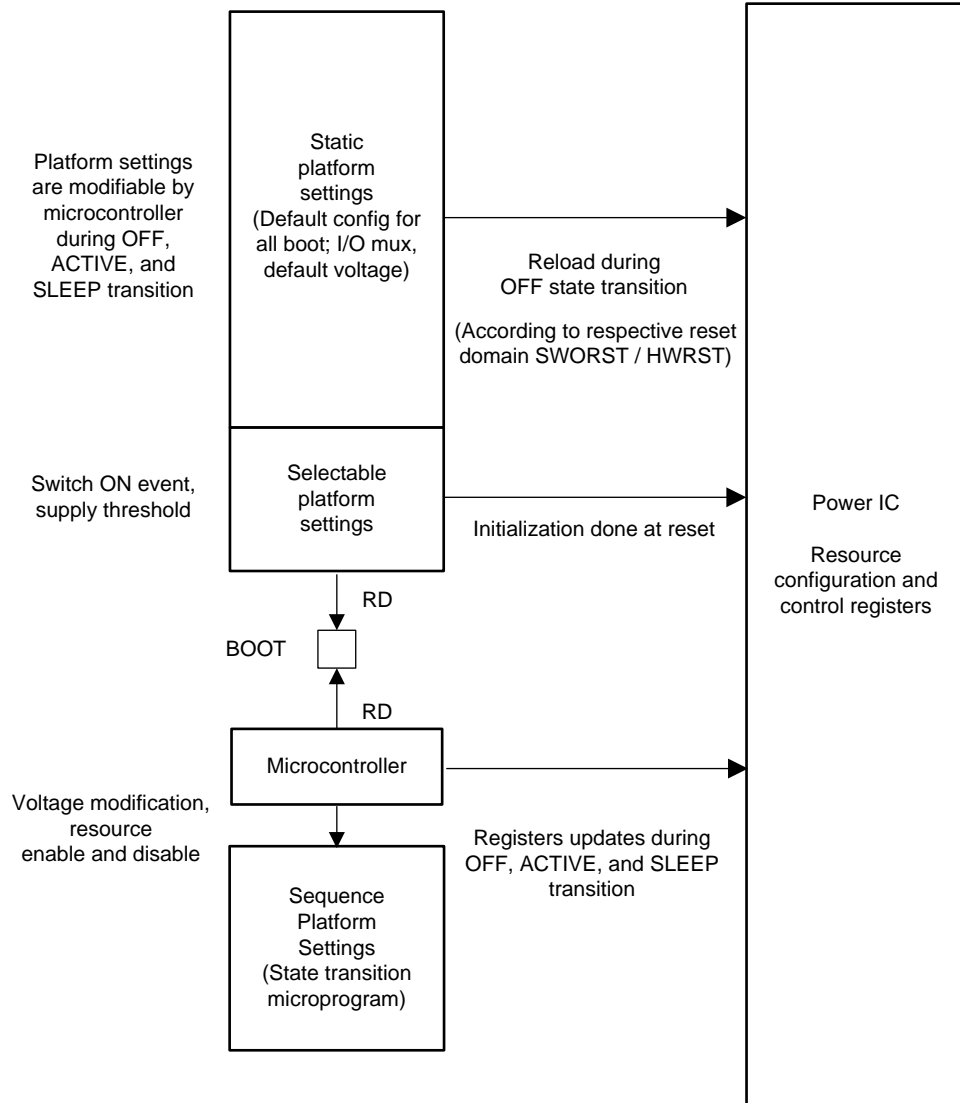 Platform settings
are modifiable by
microcontroller
during OFF,
ACTIVE, and
SLEEP transition
Static
platform
settings
(Default config for
all boot; I/O mux,
default voltage)
Reload during
OFF state transition
(According to respective reset
domain SWORST / HWRST)
Switch ON event,
supply threshold
Selectable
platform
settings
Initialization done at reset
Power IC
Resource
configuration and
control registers
RD
BOOT
RD
Microcontroller
Voltage modification,
resource
enable and disable
Registers updates during
OFF, ACTIVE, and SLEEP
transition
Sequence
Platform
Settings
(State transition
microprogram)